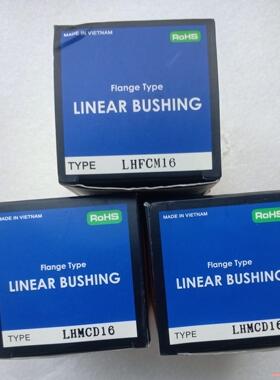 MADE IN VIETNAM
RoHS
Flange Type
LINEAR BUSHING
TYPE LHFCM16
MADE IN VIETNAM
RoHS
Flange Type
LINEAR BUSHING
TYPE LHMCD16
MADE IN VIETNAM
RoHS
Flange Type
LINEAR BUSHING
TYPE LHMCD16